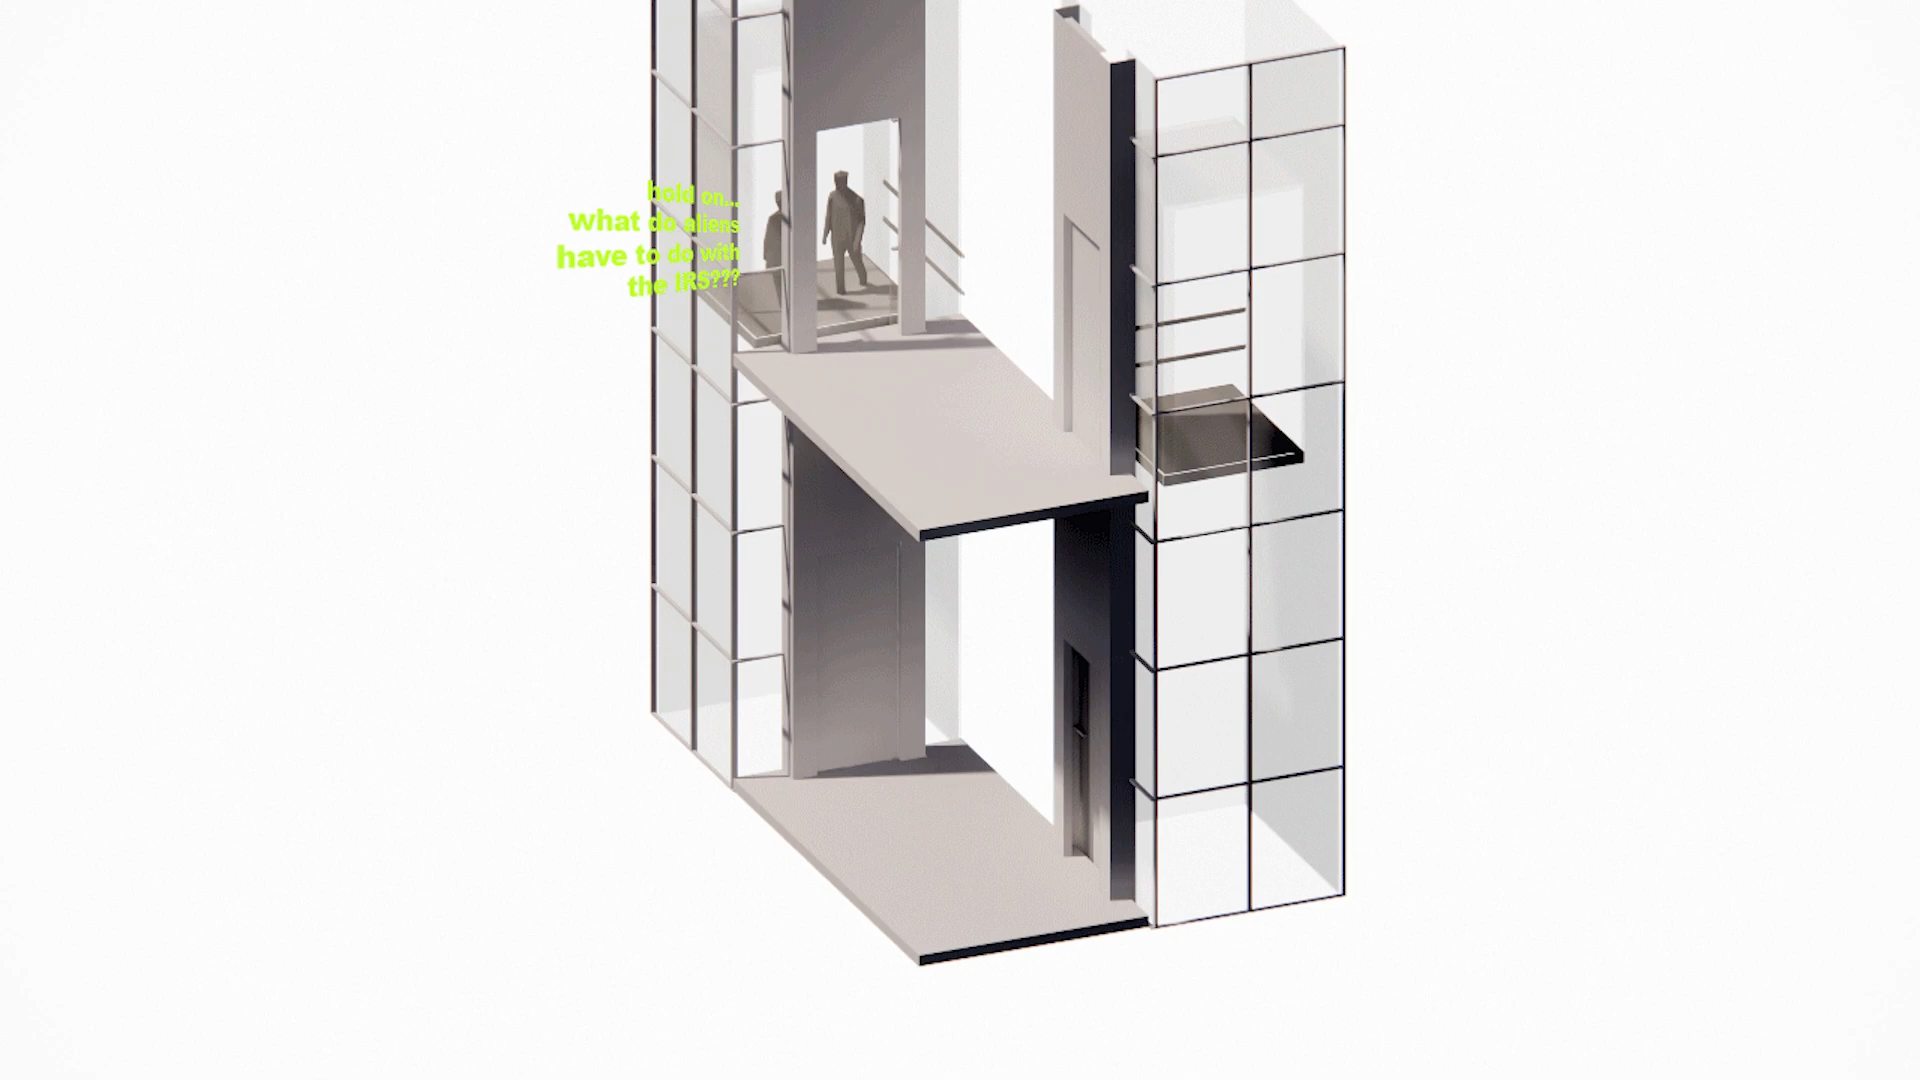 hold on...
what do aliens
have to do with
the IRS???